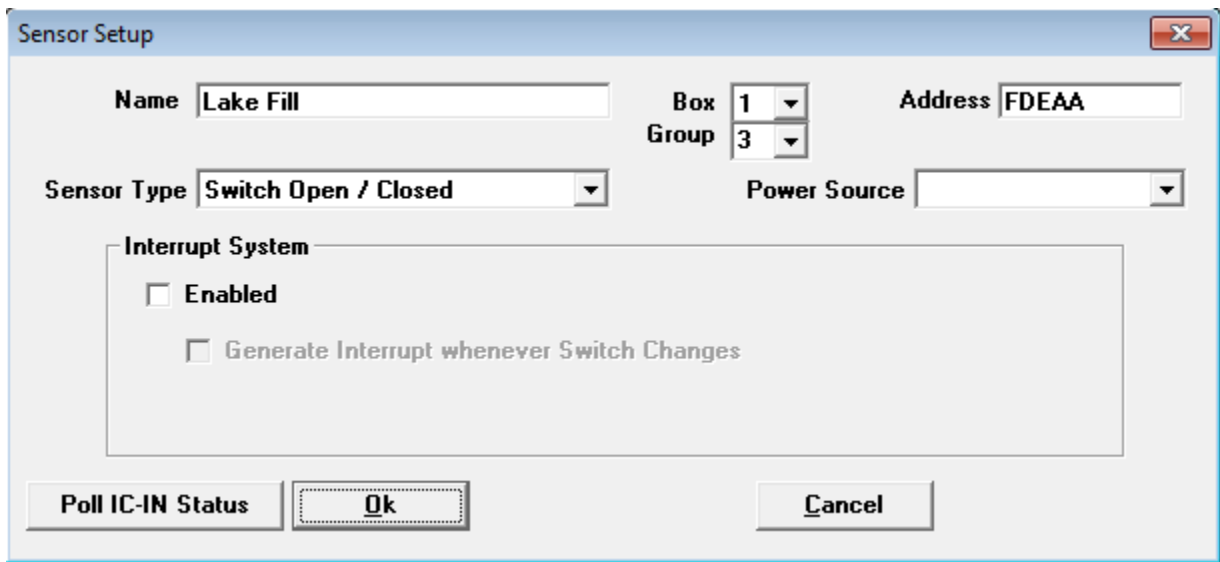 Sensor Setup
Name Lake Fill Box 1 Address FDEAA
Group 3
Sensor Type Switch Open / Closed Power Source
Interrupt System
Enabled
Generate Interrupt whenever Switch Changes
Poll IC-IN Status Ok Cancel